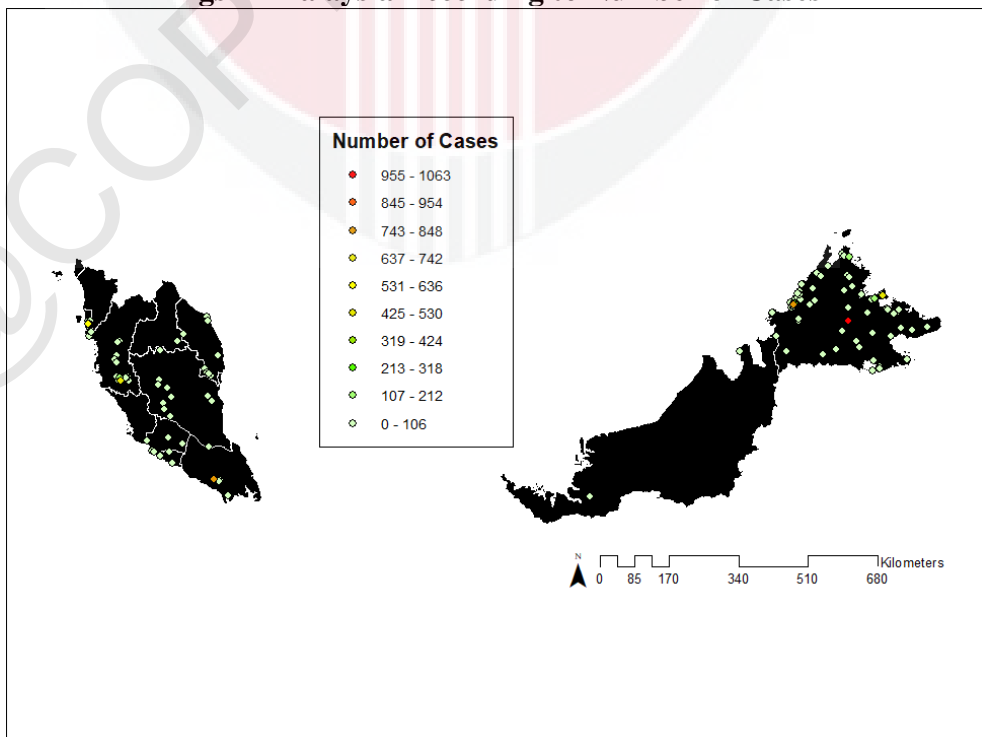 Number of Cases
955 - 1063
845 - 954
743 - 848
637 - 742
531 - 636
425 - 530
319 - 424
213 - 318
107 - 212
0 - 106
N
Kilometers
0 85 170 340 510 680
@COP